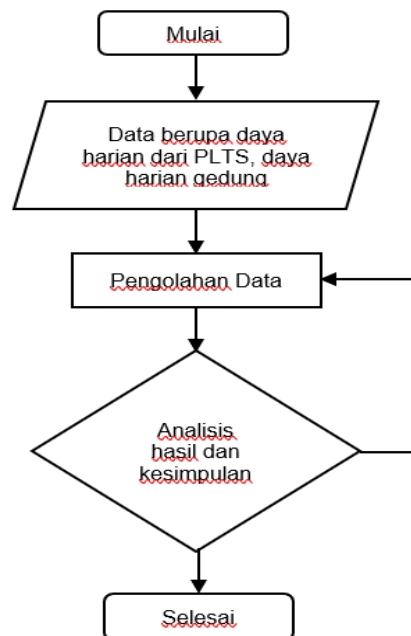 Mulai
Data berupa daya
harian dari PLTS, daya
harian gedung
Pengolahan Data
Analisis
hasil dan
kesimpulan
Selesai